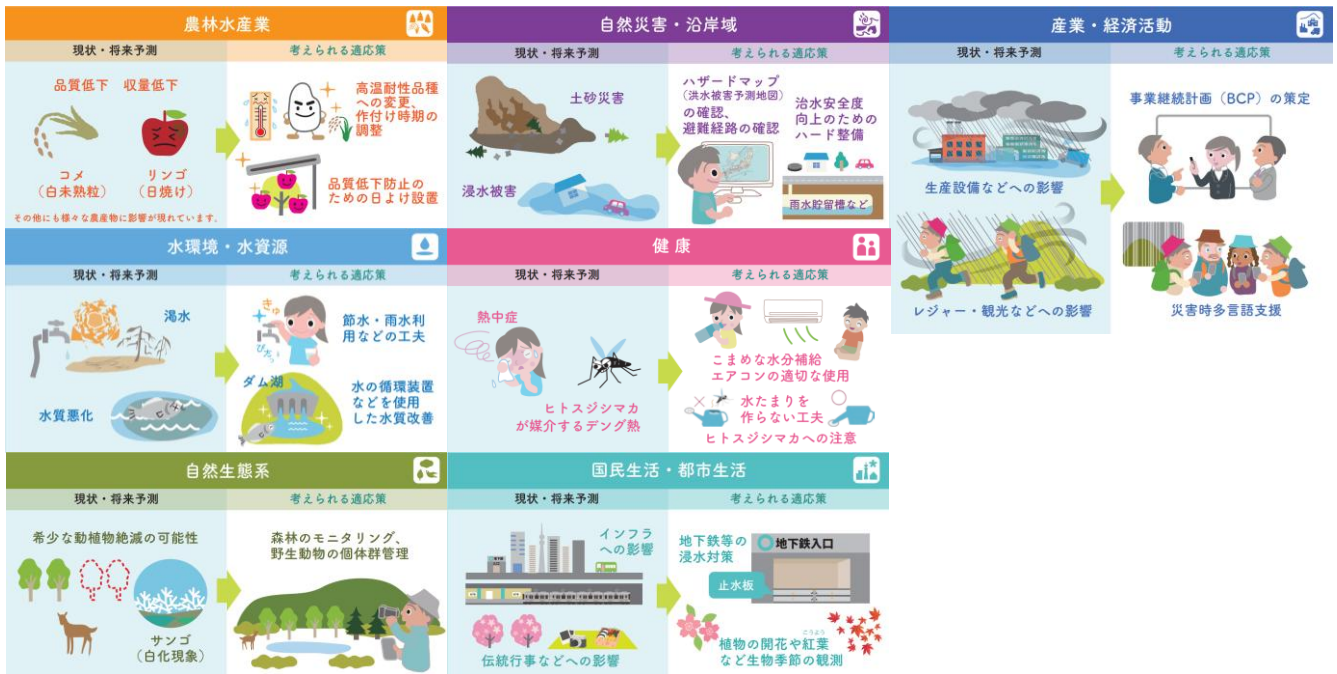 農林水産業
現状・将来予測
考えられる適応策
品質低下 収量低下
コメ
（白未熟粒）
リンゴ
（日焼け）
その他にも様々な農産物に影響が現れています。
高温耐性品種
への変更、
作付け時期の
調整
品質低下防止の
ための日よけ設置
自然災害・沿岸域
現状・将来予測
考えられる適応策
土砂災害
浸水被害
ハザードマップ
（洪水被害予測地図）
の確認、
避難経路の確認
治水安全度
向上のための
ハード整備
雨水貯留槽など
産業・経済活動
現状・将来予測
考えられる適応策
生産設備などへの影響
レジャー・観光などへの影響
事業継続計画（BCP）の策定
災害時多言語支援
水環境・水資源
現状・将来予測
考えられる適応策
渇水
水質悪化
きゅ
ぴたっ
節水・雨水利
用などの工夫
ダム湖
水の循環装置
などを使用
した水質改善
健康
現状・将来予測
考えられる適応策
熱中症
ヒトスジシマカ
が媒介するデング熱
こまめな水分補給
エアコンの適切な使用
水たまりを
作らない工夫
ヒトスジシマカへの注意
自然生態系
現状・将来予測
考えられる適応策
希少な動植物絶滅の可能性
サンゴ
（白化現象）
森林のモニタリング、
野生動物の個体群管理
国民生活・都市生活
現状・将来予測
考えられる適応策
インフラ
への影響
伝統行事などへの影響
地下鉄等の
浸水対策
地下鉄入口
止水板
こうよう
植物の開花や紅葉
など生物季節の観測